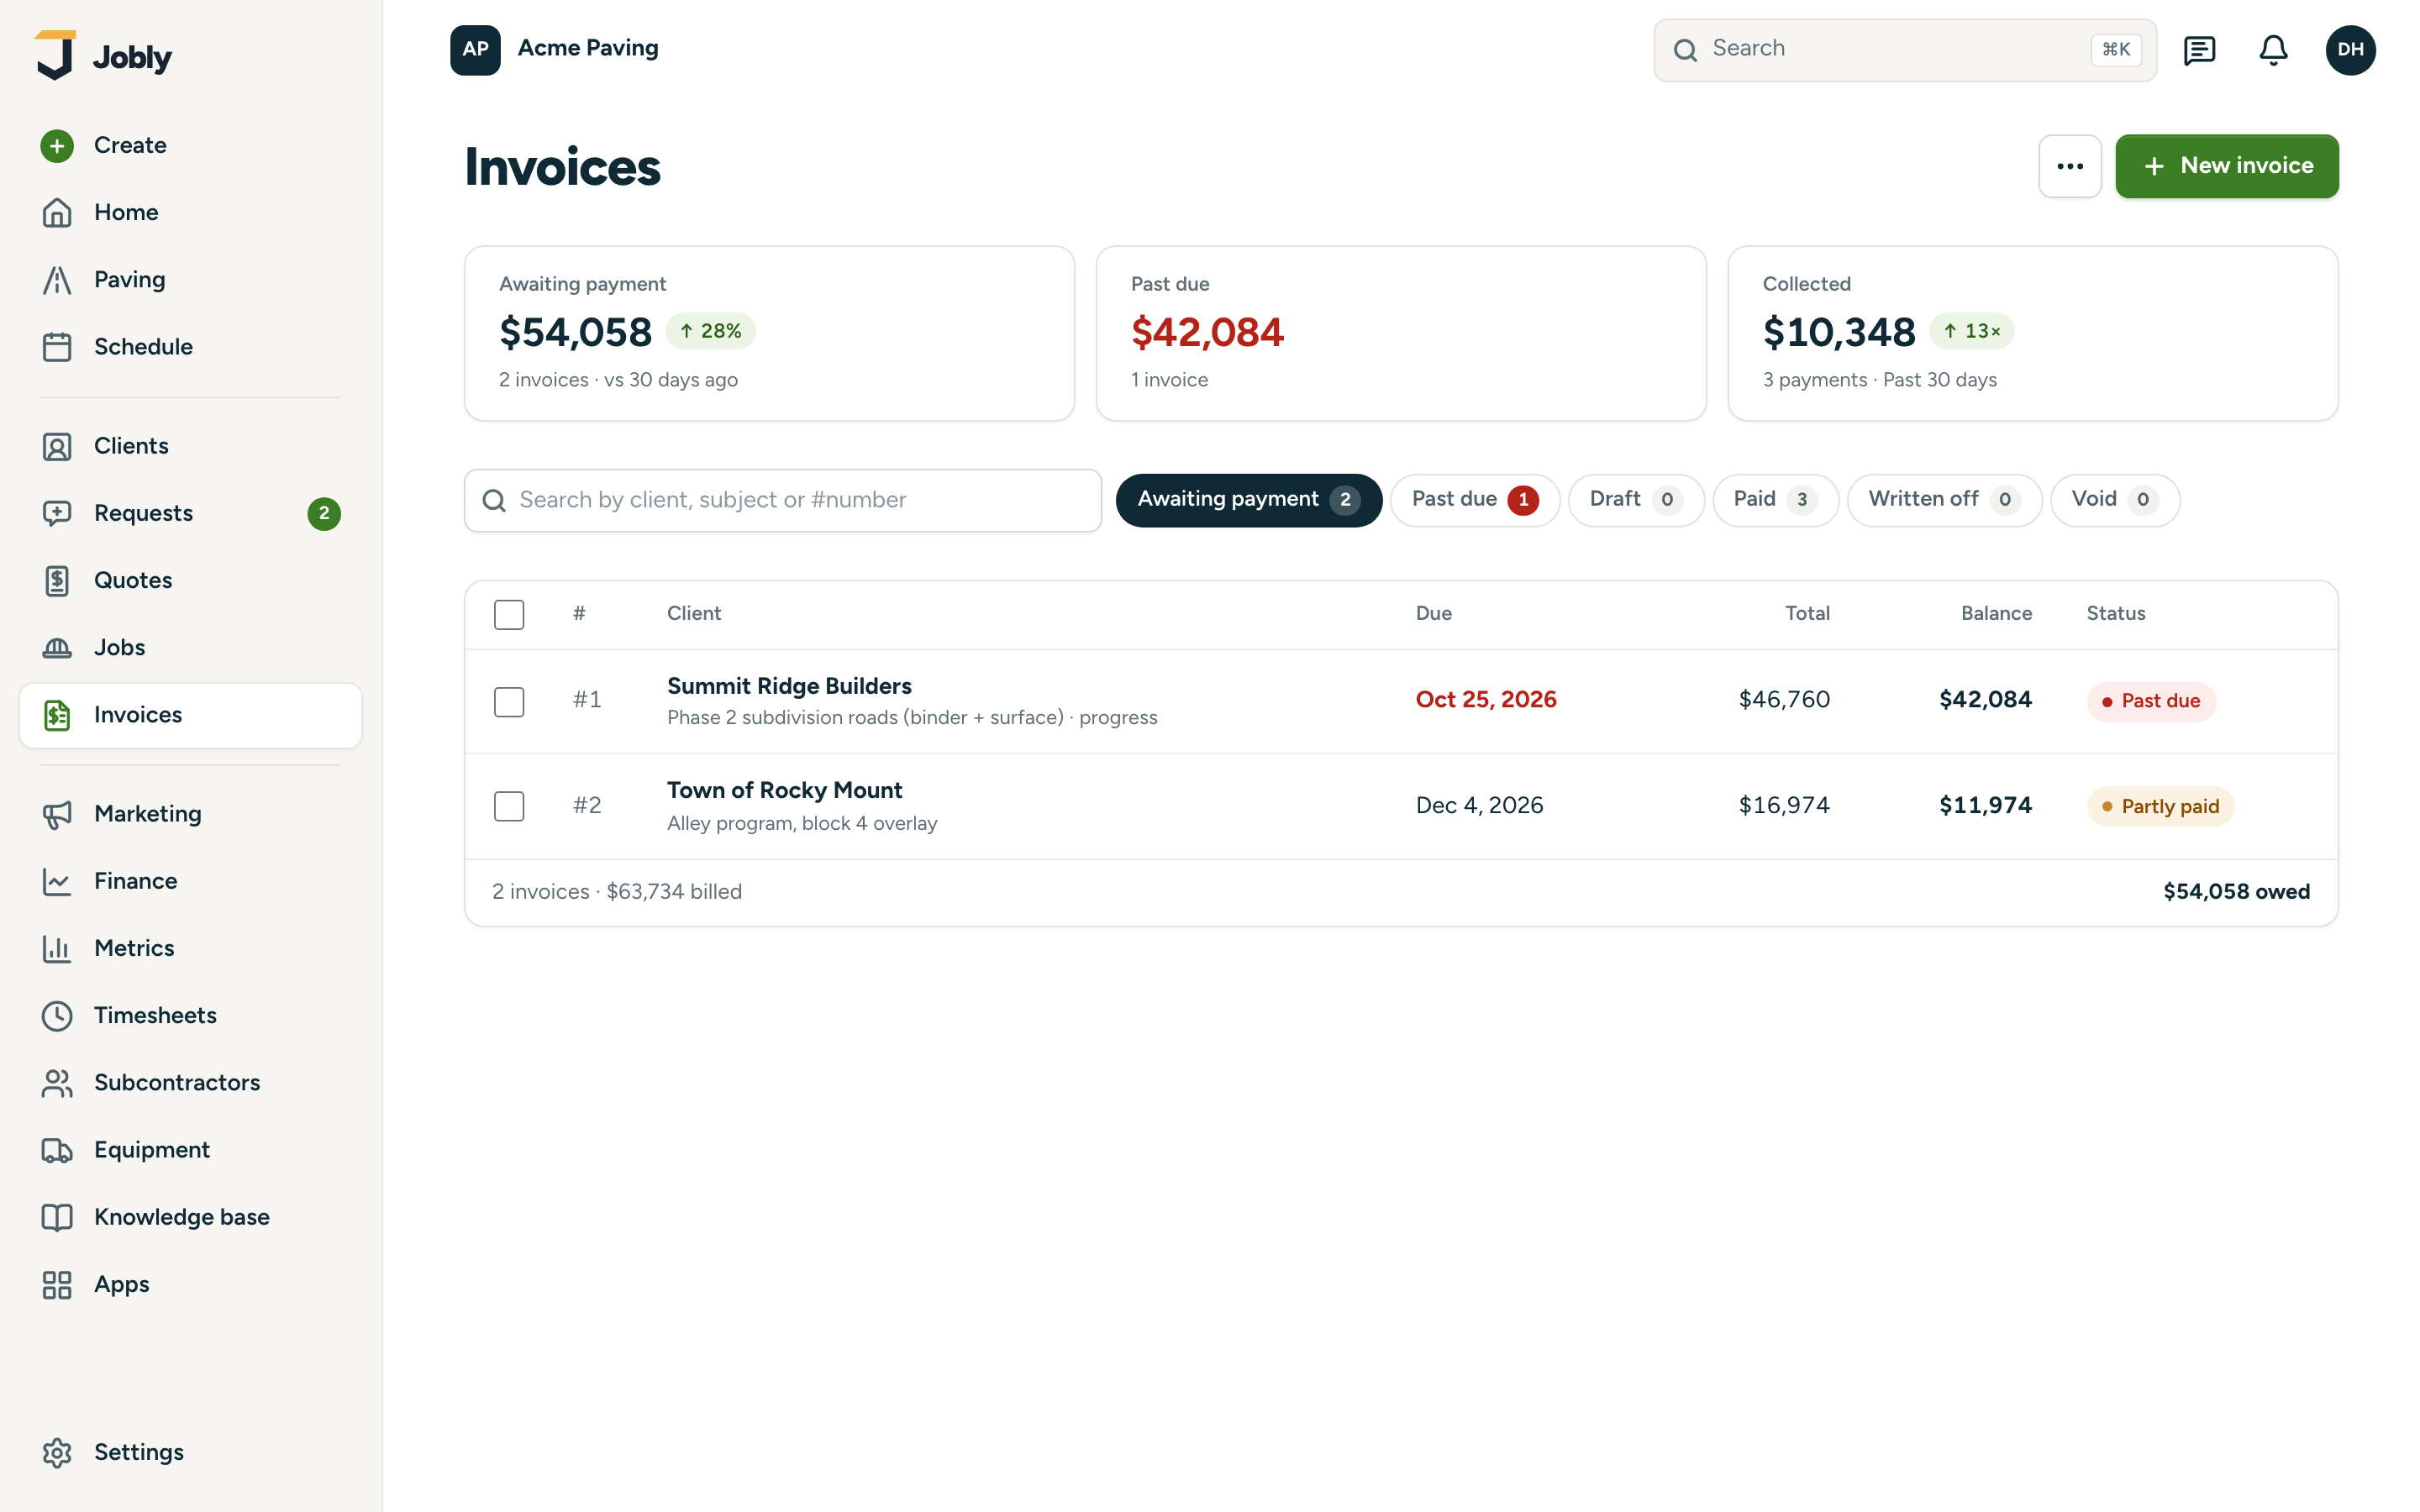 Jobly
Create
Home
Paving
Schedule
Clients
Requests 2
Quotes
Jobs
Invoices
Marketing
Finance
Metrics
Timesheets
Subcontractors
Equipment
Knowledge base
Apps
Settings
AP Acme Paving
Search ⌘K
DH
Invoices
New invoice
Awaiting payment
$54,058 ↑ 28%
2 invoices · vs 30 days ago
Past due
$42,084
1 invoice
Collected
$10,348 ↑ 13×
3 payments · Past 30 days
Search by client, subject or #number
Awaiting payment 2
Past due 1
Draft 0
Paid 3
Written off 0
Void 0
# Client Due Total Balance Status
#1 Summit Ridge Builders Oct 25, 2026 $46,760 $42,084 Past due
Phase 2 subdivision roads (binder + surface) · progress
#2 Town of Rocky Mount Dec 4, 2026 $16,974 $11,974 Partly paid
Alley program, block 4 overlay
2 invoices · $63,734 billed $54,058 owed